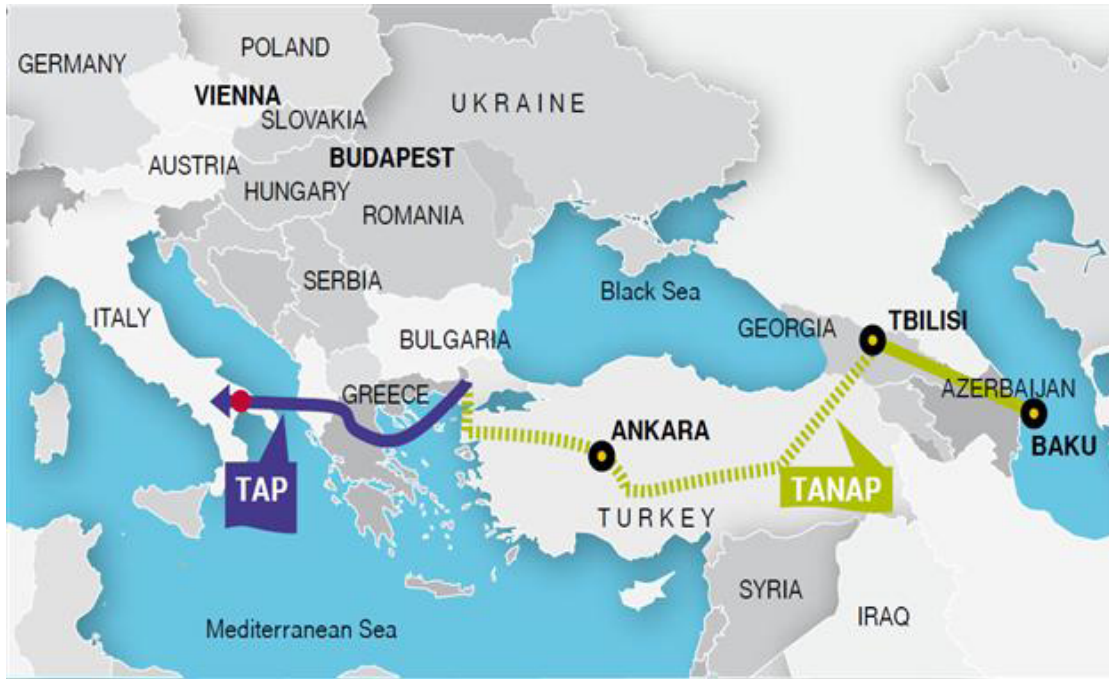 POLAND
GERMANY
VIENNA
UKRAINE
SLOVAKIA
BUDAPEST
AUSTRIA
HUNGARY
ROMANIA
SERBIA
Black Sea
ITALY
GEORGIA
TBILISI
BULGARIA
AZERBAIJAN
GREECE
ANKARA
BAKU
TAP
TANAP
TURKEY
SYRIA
IRAQ
Mediterranean Sea